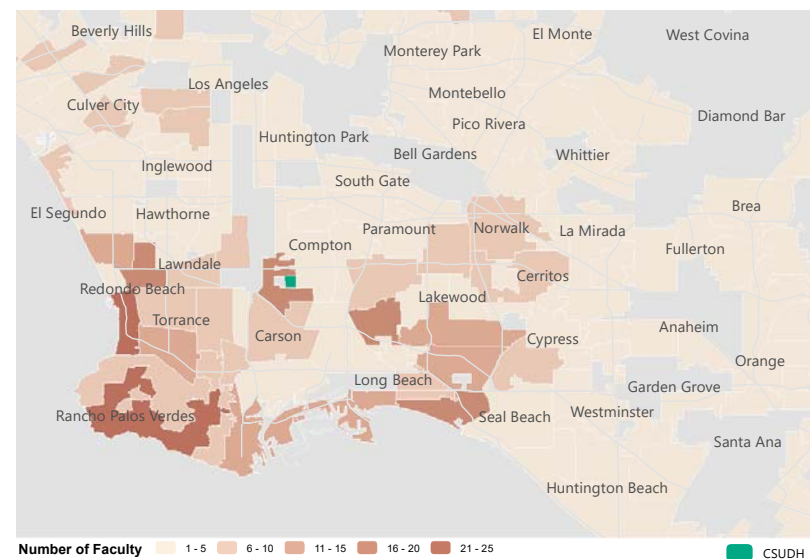 Beverly Hills
El Monte
West Covina
Monterey Park
Los Angeles
Montebello
Culver City
Diamond Bar
Pico Rivera
Huntington Park
Bell Gardens
Whittier
Inglewood
South Gate
Brea
El Segundo
Hawthorne
Paramount
Norwalk
La Mirada
Compton
Fullerton
Lawndale
Cerritos
Redondo Beach
Lakewood
Torrance
Anaheim
Carson
Cypress
Orange
Long Beach
Garden Grove
Rancho Palos Verdes
Seal Beach
Westminster
Santa Ana
Huntington Beach
Number of Faculty 1 - 5 6 - 10 11 - 15 16 - 20 21 - 25
CSUDH